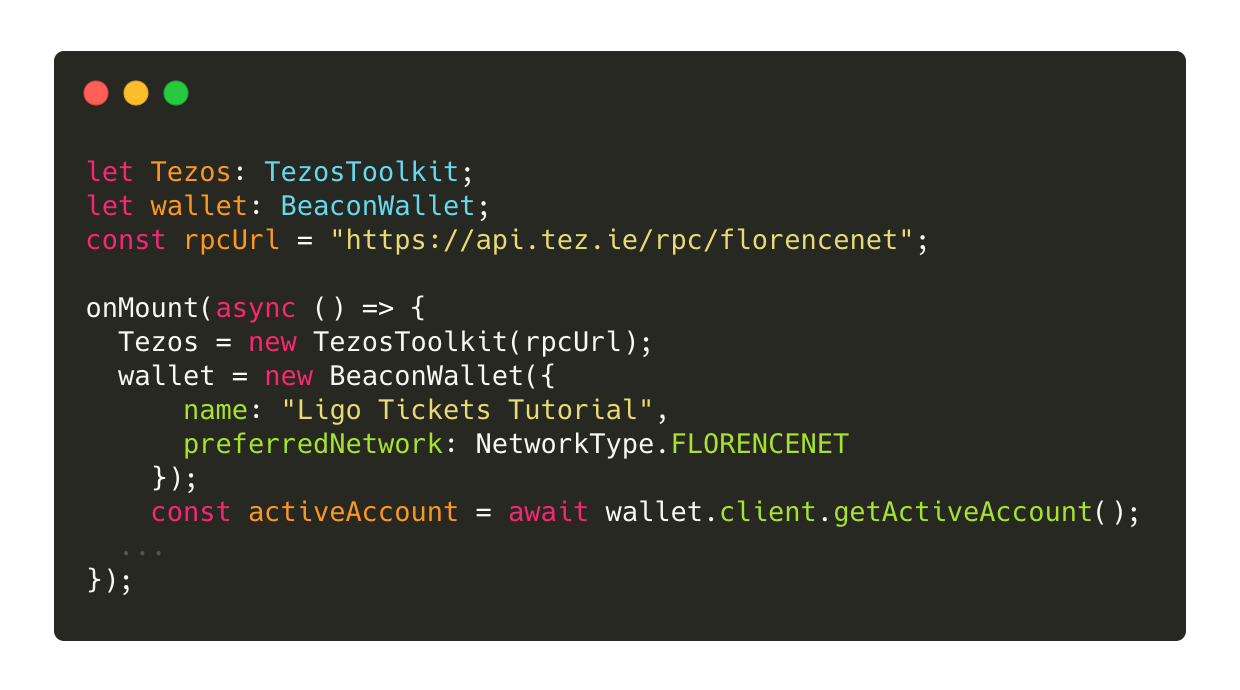 let Tezos: TezosToolkit;
let wallet: BeaconWallet;
const rpcUrl = "https://api.tez.ie/rpc/florencenet";

onMount(async () => {
  Tezos = new TezosToolkit(rpcUrl);
  wallet = new BeaconWallet({
      name: "Ligo Tickets Tutorial",
      preferredNetwork: NetworkType.FLORENCENET
    });
    const activeAccount = await wallet.client.getActiveAccount();
  ...
});